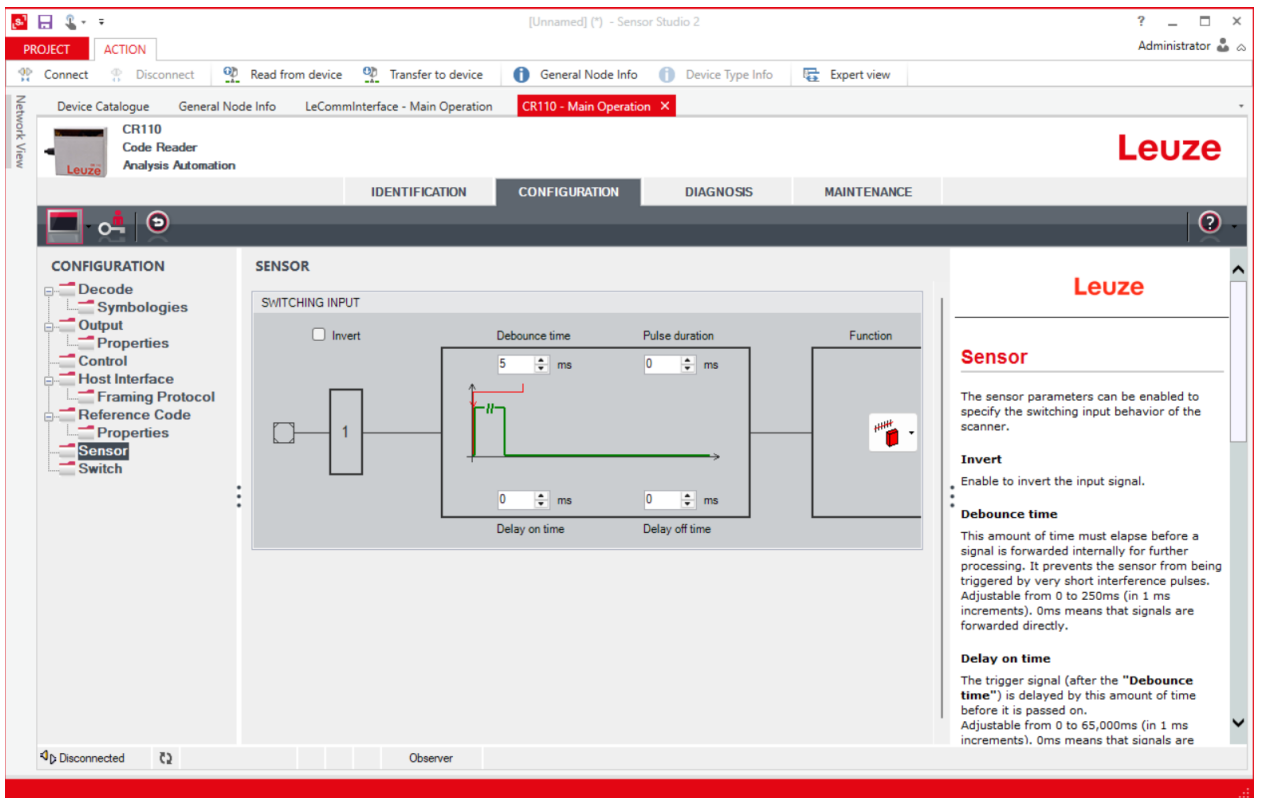 [Unnamed] (*) - Sensor Studio 2
PROJECT ACTION Administrator
Connect Disconnect Read from device Transfer to device General Node Info Device Type Info Expert view
Network View
Device Catalogue General Node Info LeCommInterface - Main Operation CR110 - Main Operation
CR110
Code Reader
Analysis Automation
Leuze
Leuze
IDENTIFICATION CONFIGURATION DIAGNOSIS MAINTENANCE
CONFIGURATION
Decode
Symbologies
Output
Properties
Control
Host Interface
Framing Protocol
Reference Code
Properties
Sensor
Switch
SENSOR
SWITCHING INPUT
Invert
Debounce time Pulse duration Function
5 ms 0 ms
1
0 ms 0 ms
Delay on time Delay off time
Leuze
Sensor
The sensor parameters can be enabled to
specify the switching input behavior of the
scanner.
Invert
Enable to invert the input signal.
Debounce time
This amount of time must elapse before a
signal is forwarded internally for further
processing. It prevents the sensor from being
triggered by very short interference pulses.
Adjustable from 0 to 250ms (in 1 ms
increments). 0ms means that signals are
forwarded directly.
Delay on time
The trigger signal (after the "Debounce
time") is delayed by this amount of time
before it is passed on.
Adjustable from 0 to 65,000ms (in 1 ms
increments). 0ms means that signals are
Disconnected Observer